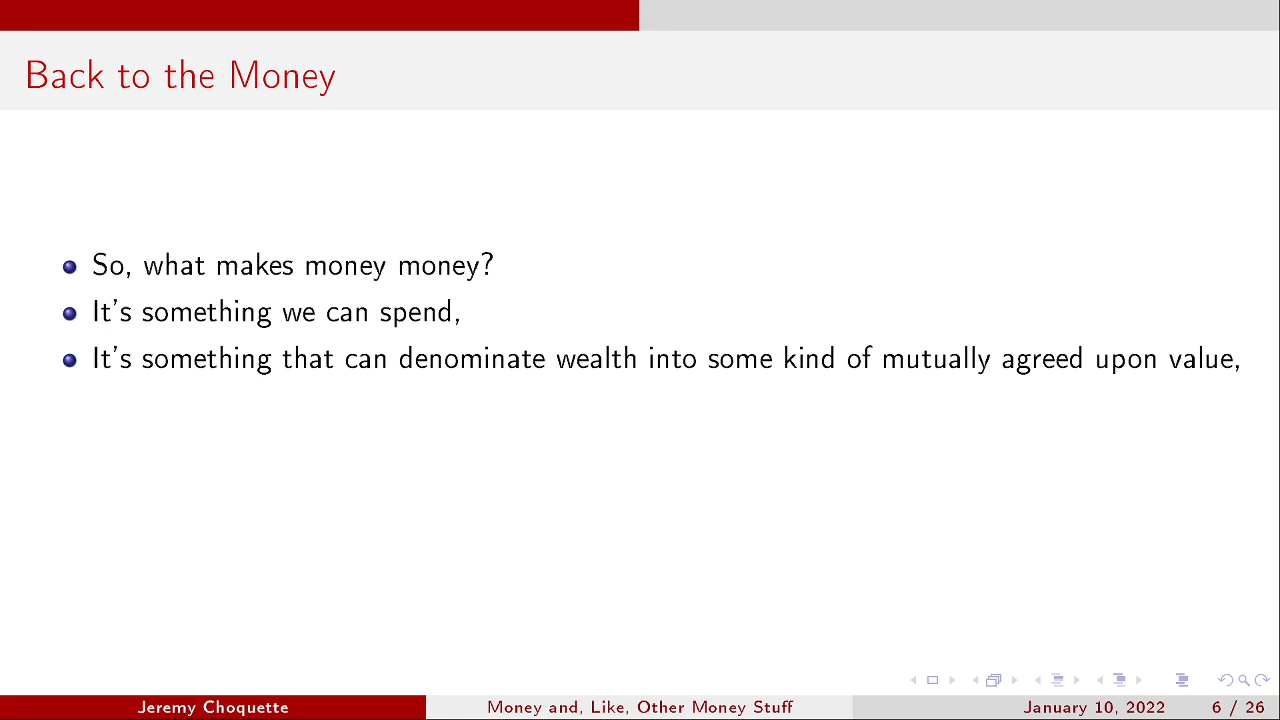 Back to the Money
So, what makes money money?
It's something we can spend,
It's something that can denominate wealth into some kind of mutually agreed upon value,
Jeremy Choquette
Money and, Like, Other Money Stuff
January 10, 2022
6 / 26